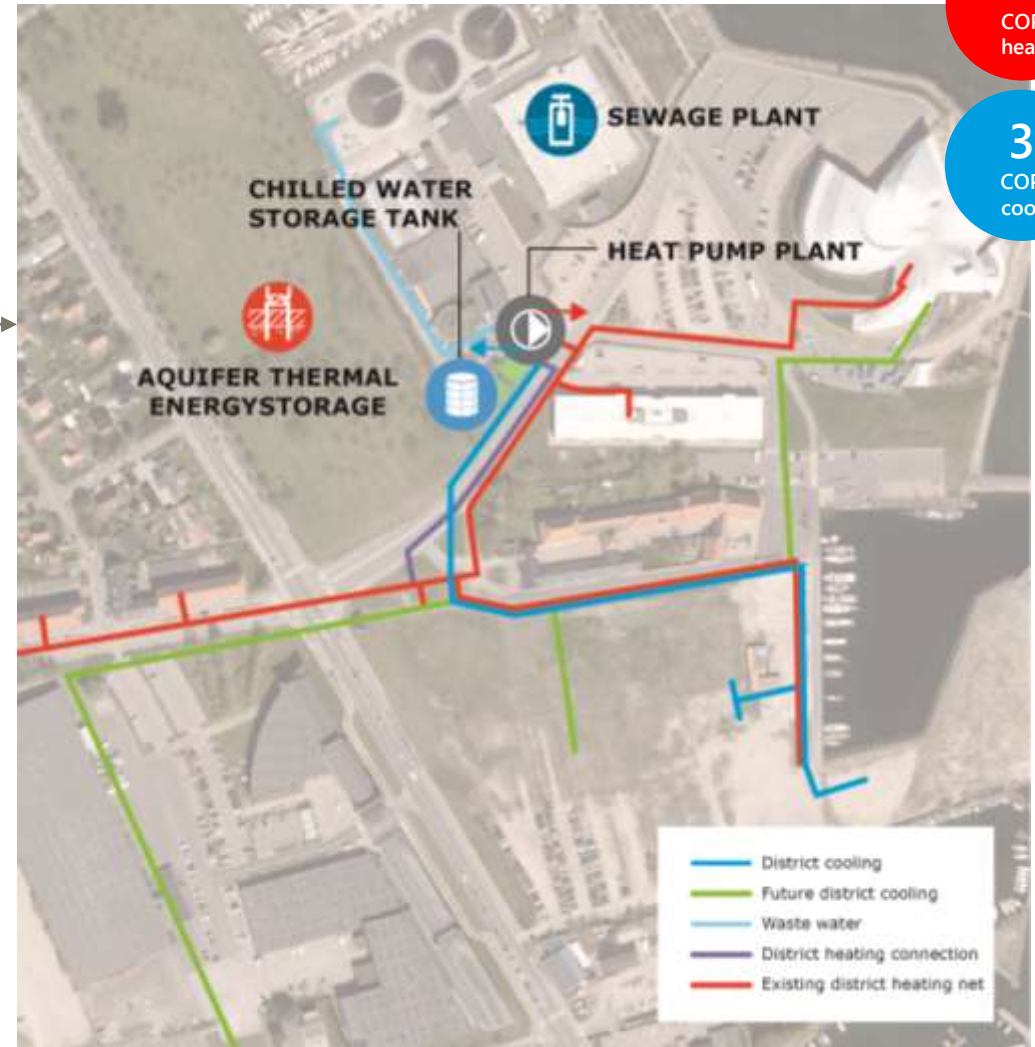 SEWAGE PLANT
CHILLED WATER
STORAGE TANK
HEAT PUMP PLANT
AQUIFER THERMAL
ENERGYSTORAGE
3
District cooling
Future district cooling
Waste water
District heating connection
Existing district heating net